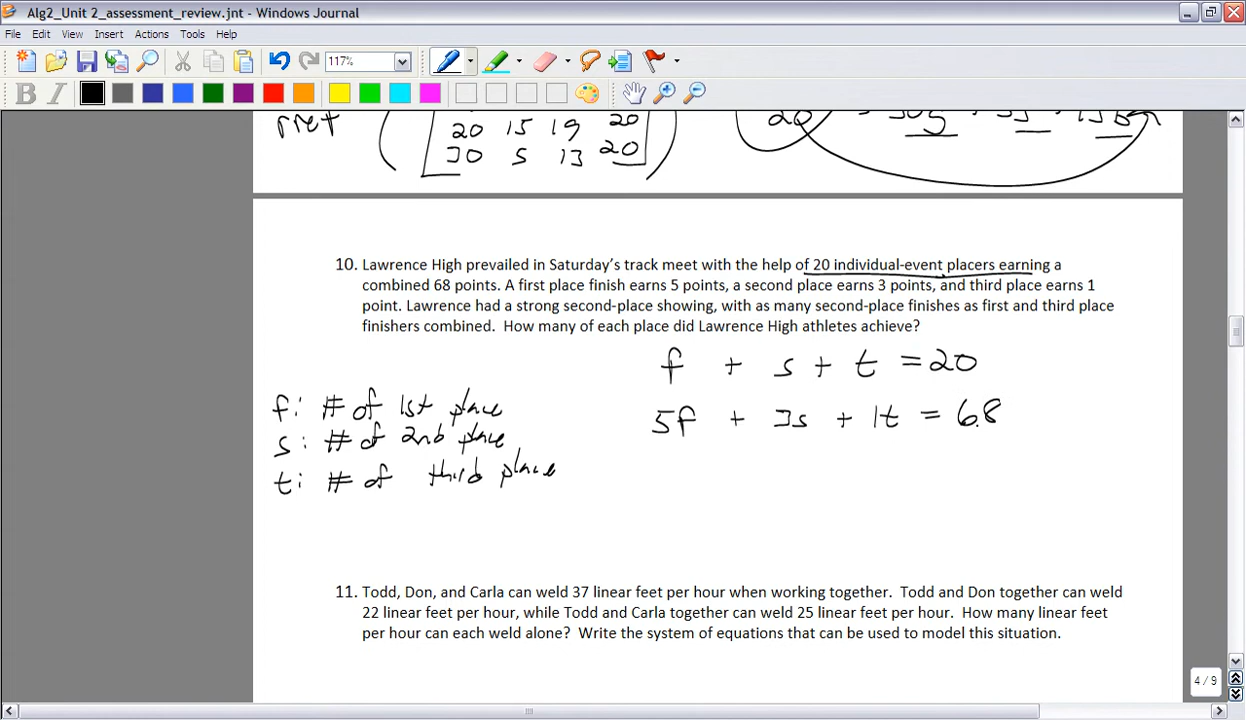 Alg2_Unit 2_assessment_review.jnt - Windows Journal
File Edit View Insert Actions Tools Help
117%
B I
rref
20 15 19 20
30 5 13 20
20
10. Lawrence High prevailed in Saturday's track meet with the help of 20 individual-event placers earning a
combined 68 points. A first place finish earns 5 points, a second place earns 3 points, and third place earns 1
point. Lawrence had a strong second-place showing, with as many second-place finishes as first and third place
finishers combined. How many of each place did Lawrence High athletes achieve?
f + s + t = 20
5f + 3s + 1t = 68
f: # of 1st place
s: # of 2nd place
t: # of third place
11. Todd, Don, and Carla can weld 37 linear feet per hour when working together. Todd and Don together can weld
22 linear feet per hour, while Todd and Carla together can weld 25 linear feet per hour. How many linear feet
per hour can each weld alone? Write the system of equations that can be used to model this situation.
4 / 9